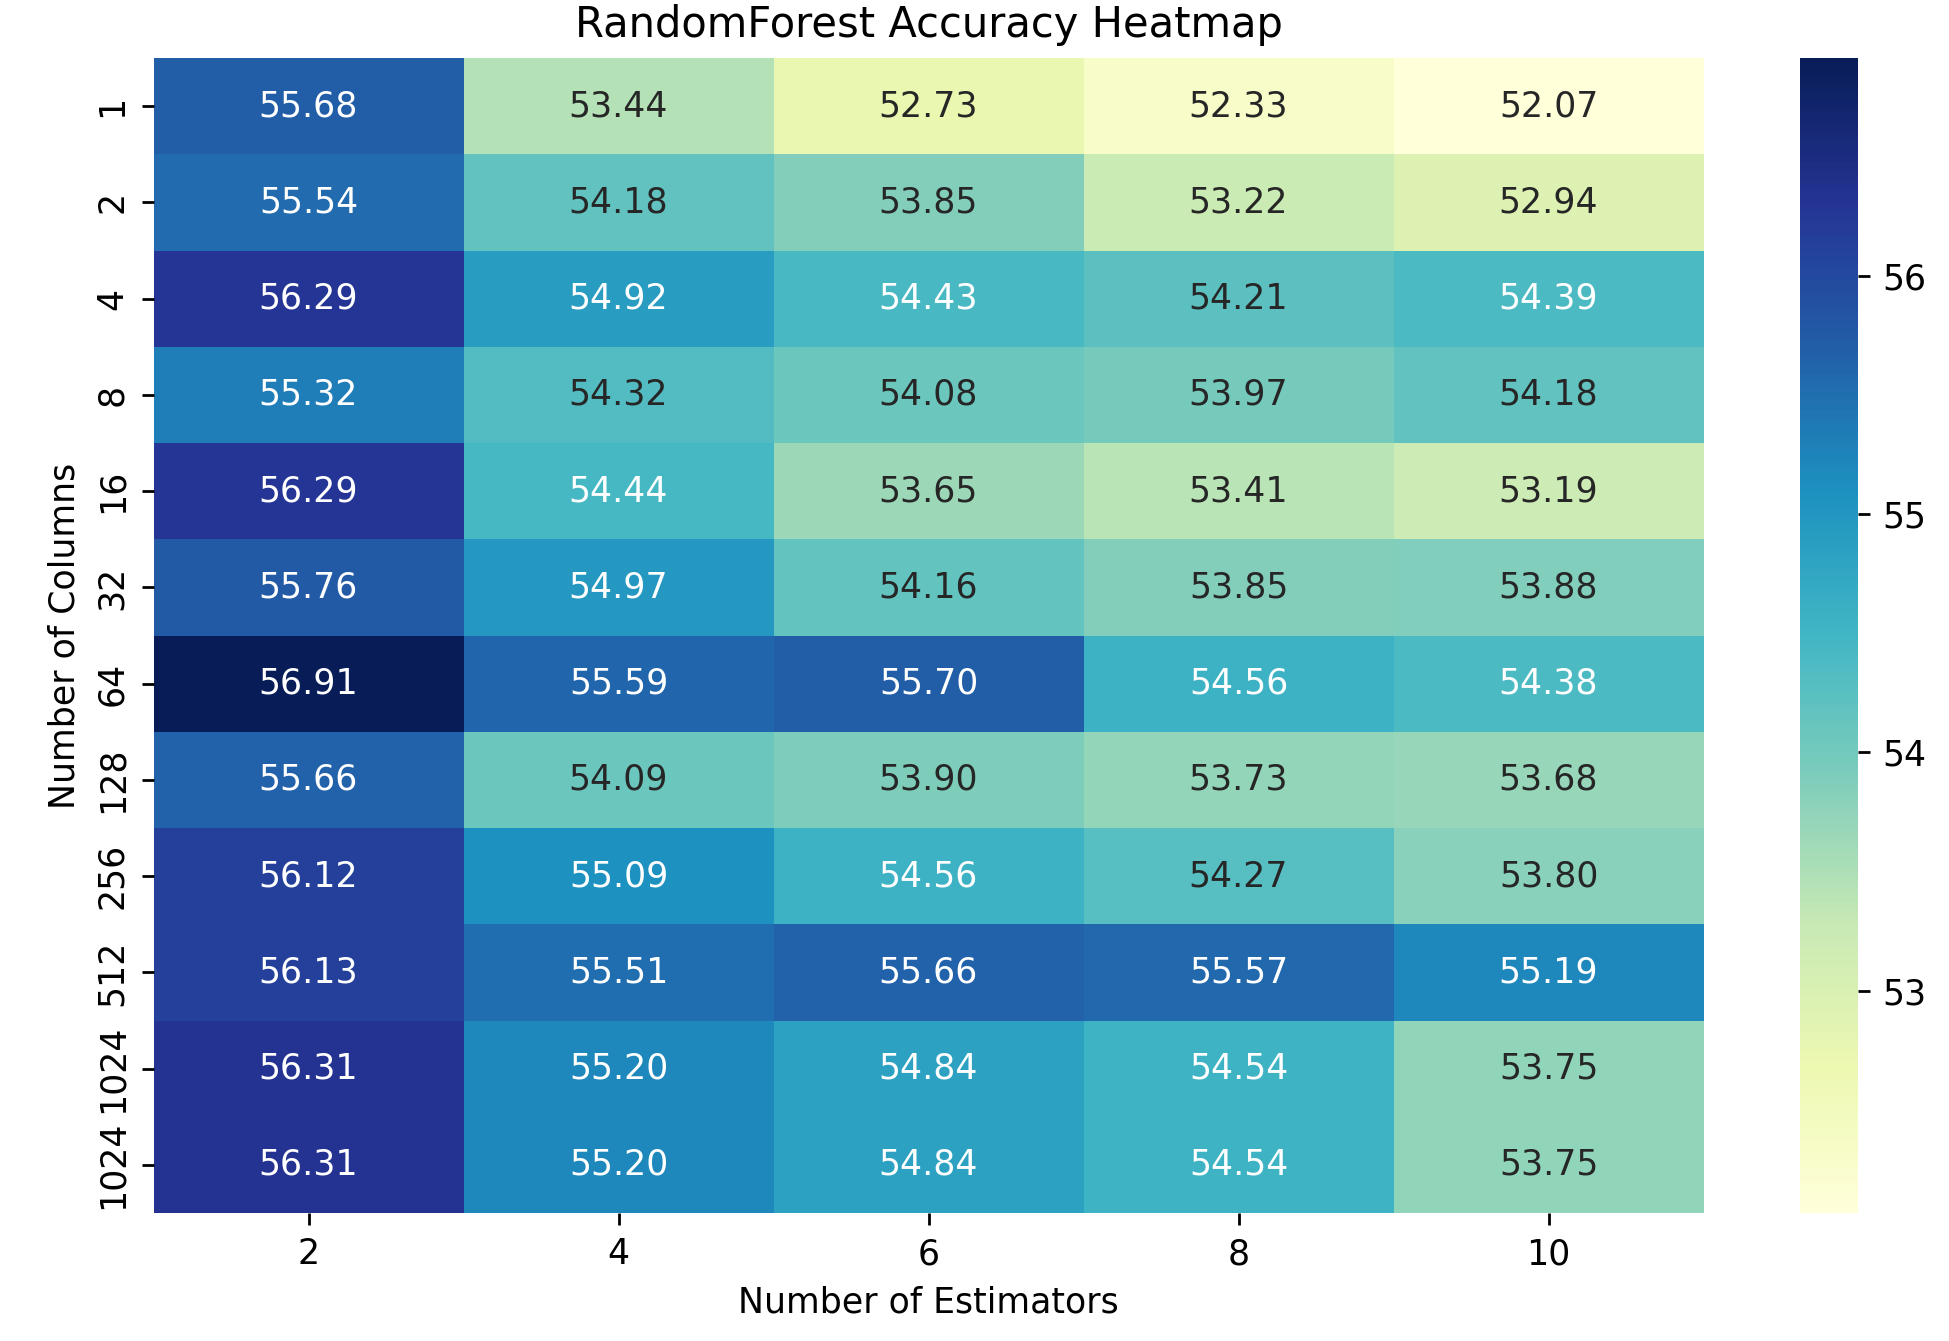 RandomForest Accuracy Heatmap
1 55.68 53.44 52.73 52.33 52.07
2 55.54 54.18 53.85 53.22 52.94
4 56.29 54.92 54.43 54.21 54.39
8 55.32 54.32 54.08 53.97 54.18
16 56.29 54.44 53.65 53.41 53.19
32 55.76 54.97 54.16 53.85 53.88
64 56.91 55.59 55.70 54.56 54.38
128 55.66 54.09 53.90 53.73 53.68
256 56.12 55.09 54.56 54.27 53.80
512 56.13 55.51 55.66 55.57 55.19
1024 56.31 55.20 54.84 54.54 53.75
1024 56.31 55.20 54.84 54.54 53.75
2 4 6 8 10
Number of Estimators
Number of Columns
56
55
54
53